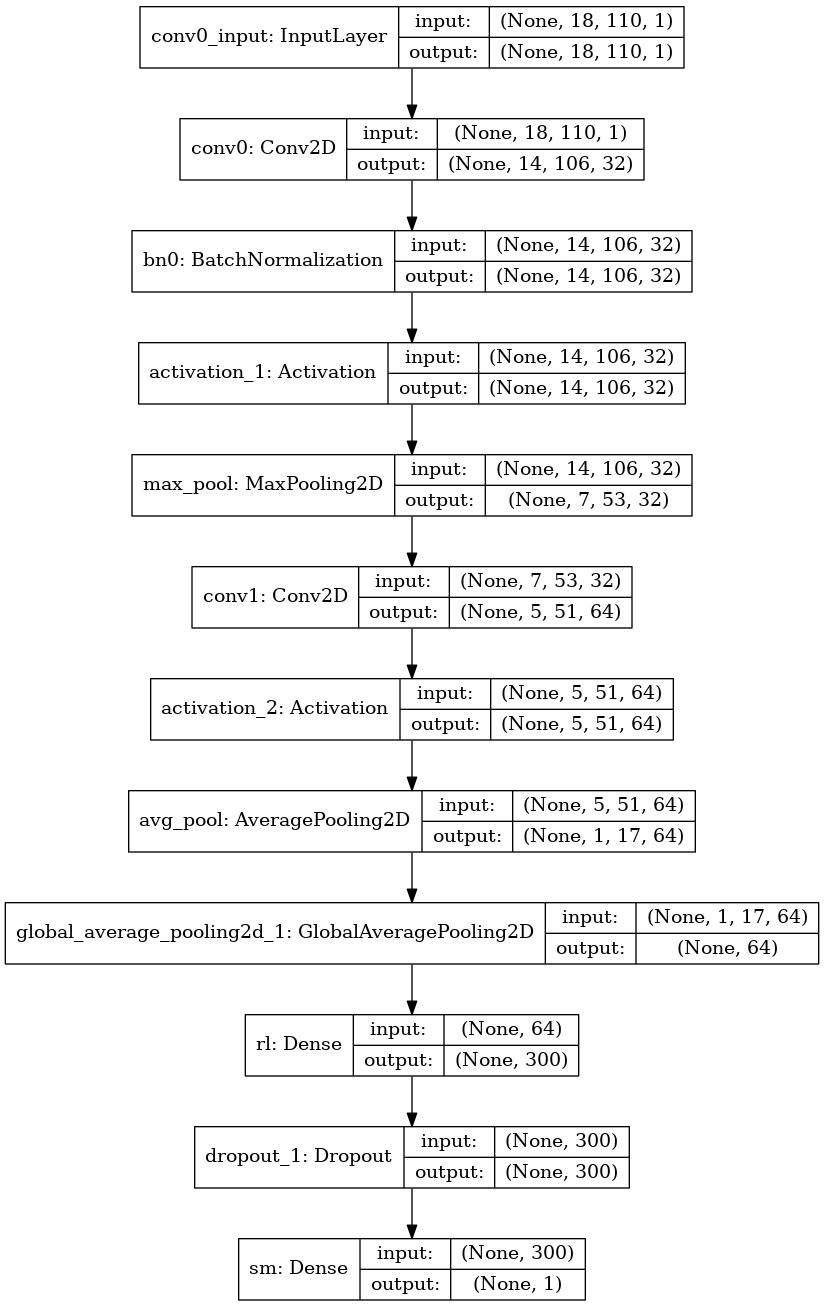 conv0_input: InputLayer
input: (None, 18, 110, 1)
output: (None, 18, 110, 1)
conv0: Conv2D
input: (None, 18, 110, 1)
output: (None, 14, 106, 32)
bn0: BatchNormalization
input: (None, 14, 106, 32)
output: (None, 14, 106, 32)
activation_1: Activation
input: (None, 14, 106, 32)
output: (None, 14, 106, 32)
max_pool: MaxPooling2D
input: (None, 14, 106, 32)
output: (None, 7, 53, 32)
conv1: Conv2D
input: (None, 7, 53, 32)
output: (None, 5, 51, 64)
activation_2: Activation
input: (None, 5, 51, 64)
output: (None, 5, 51, 64)
avg_pool: AveragePooling2D
input: (None, 5, 51, 64)
output: (None, 1, 17, 64)
global_average_pooling2d_1: GlobalAveragePooling2D
input: (None, 1, 17, 64)
output: (None, 64)
rl: Dense
input: (None, 64)
output: (None, 300)
dropout_1: Dropout
input: (None, 300)
output: (None, 300)
sm: Dense
input: (None, 300)
output: (None, 1)